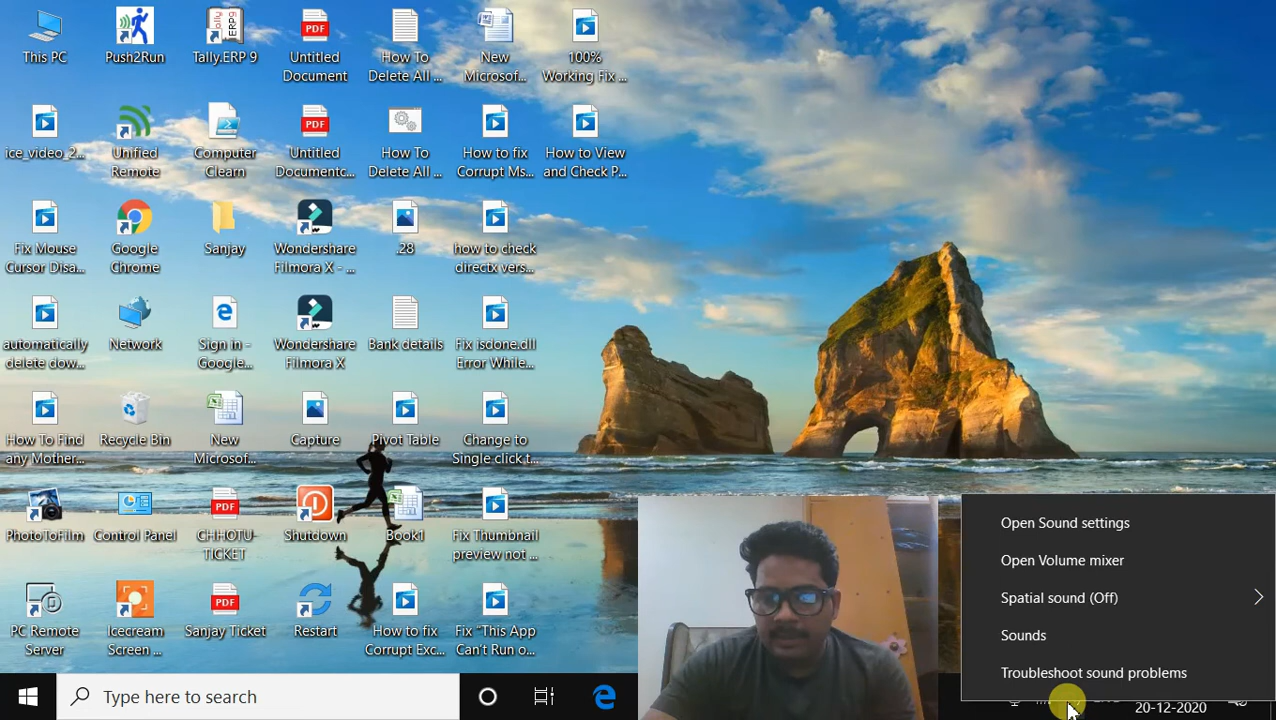 This PC
Push2Run
Tally.ERP 9
PDF
Untitled
Document
How To
Delete All ...
New
Microsof...
100%
Working Fix ...
ice_video_2...
Unified
Remote
Computer
Clearn
PDF
Untitled
Documentc...
How To
Delete All ...
How to fix
Corrupt Ms...
How to View
and Check P...
Fix Mouse
Cursor Disa...
Google
Chrome
Sanjay
Wondershare
Filmora X - ...
.28
how to check
directx vers...
automatically
delete dow...
Network
Sign in -
Google...
Wondershare
Filmora X
Bank details
Fix isdone.dll
Error While...
How To Find
any Mother...
Recycle Bin
New
Microsof...
Capture
Pivot Table
Change to
Single click t...
PhotoToFilm
Control Panel
PDF
CHHOTU-
TICKET
Shutdown
Book1
Fix Thumbnail
preview not ...
PC Remote
Server
Icecream
Screen ...
PDF
Sanjay Ticket
Restart
How to fix
Corrupt Exc...
Fix "This App
Can't Run o...
Open Sound settings
Open Volume mixer
Spatial sound (Off)
Sounds
Troubleshoot sound problems
Type here to search
20-12-2020